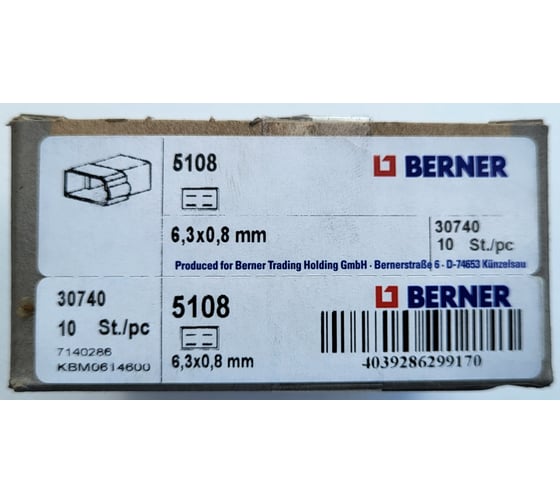 5108
BERNER
6,3x0,8 mm
30740
10 St./pc
Produced for Berner Trading Holding GmbH · Bernerstraße 6 · D-74653 Künzelsau
30740
10 St./pc
7140286
KBM0614600
5108
6,3x0,8 mm
BERNER
4039286299170